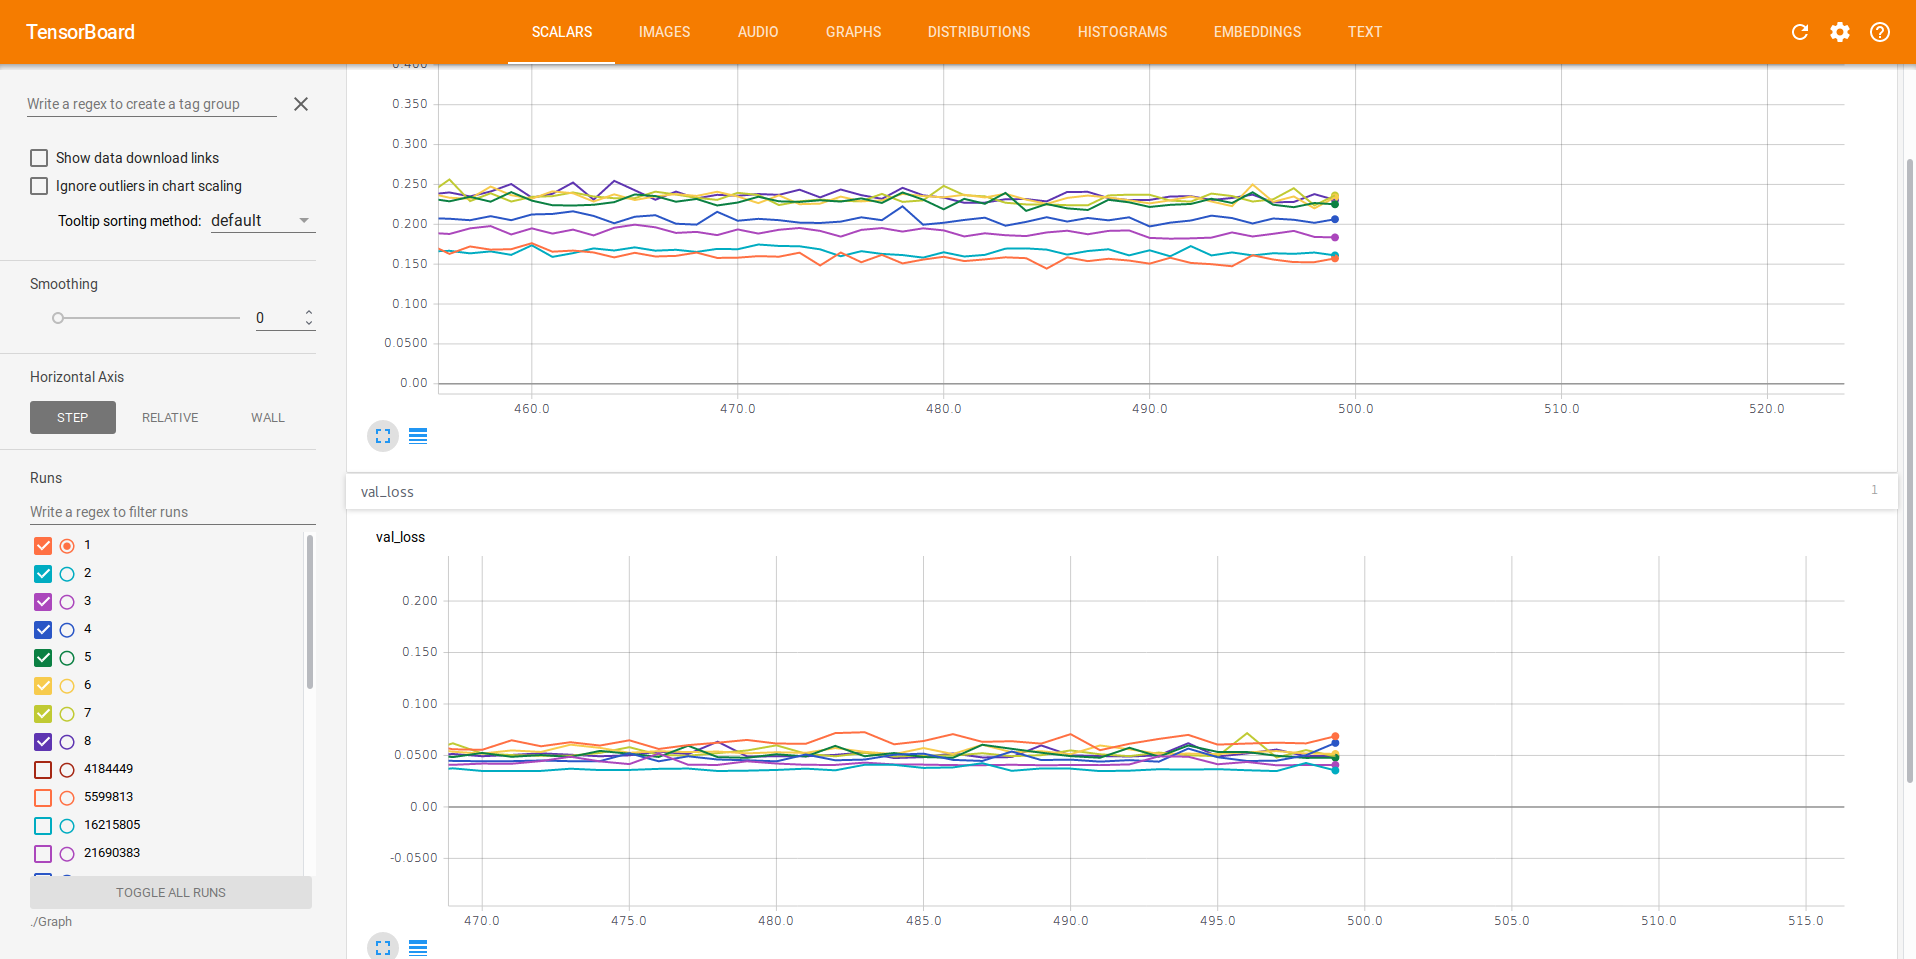 TensorBoard
SCALARS IMAGES AUDIO GRAPHS DISTRIBUTIONS HISTOGRAMS EMBEDDINGS TEXT
Write a regex to create a tag group
Show data download links
Ignore outliers in chart scaling
Tooltip sorting method: default
Smoothing
0
Horizontal Axis
STEP RELATIVE WALL
Runs
Write a regex to filter runs
1
2
3
4
5
6
7
8
4184449
5599813
16215805
21690383
TOGGLE ALL RUNS
./Graph
0.400
0.350
0.300
0.250
0.200
0.150
0.100
0.0500
0.00
460.0 470.0 480.0 490.0 500.0 510.0 520.0
val_loss 1
val_loss
0.200
0.150
0.100
0.0500
0.00
-0.0500
470.0 475.0 480.0 485.0 490.0 495.0 500.0 505.0 510.0 515.0